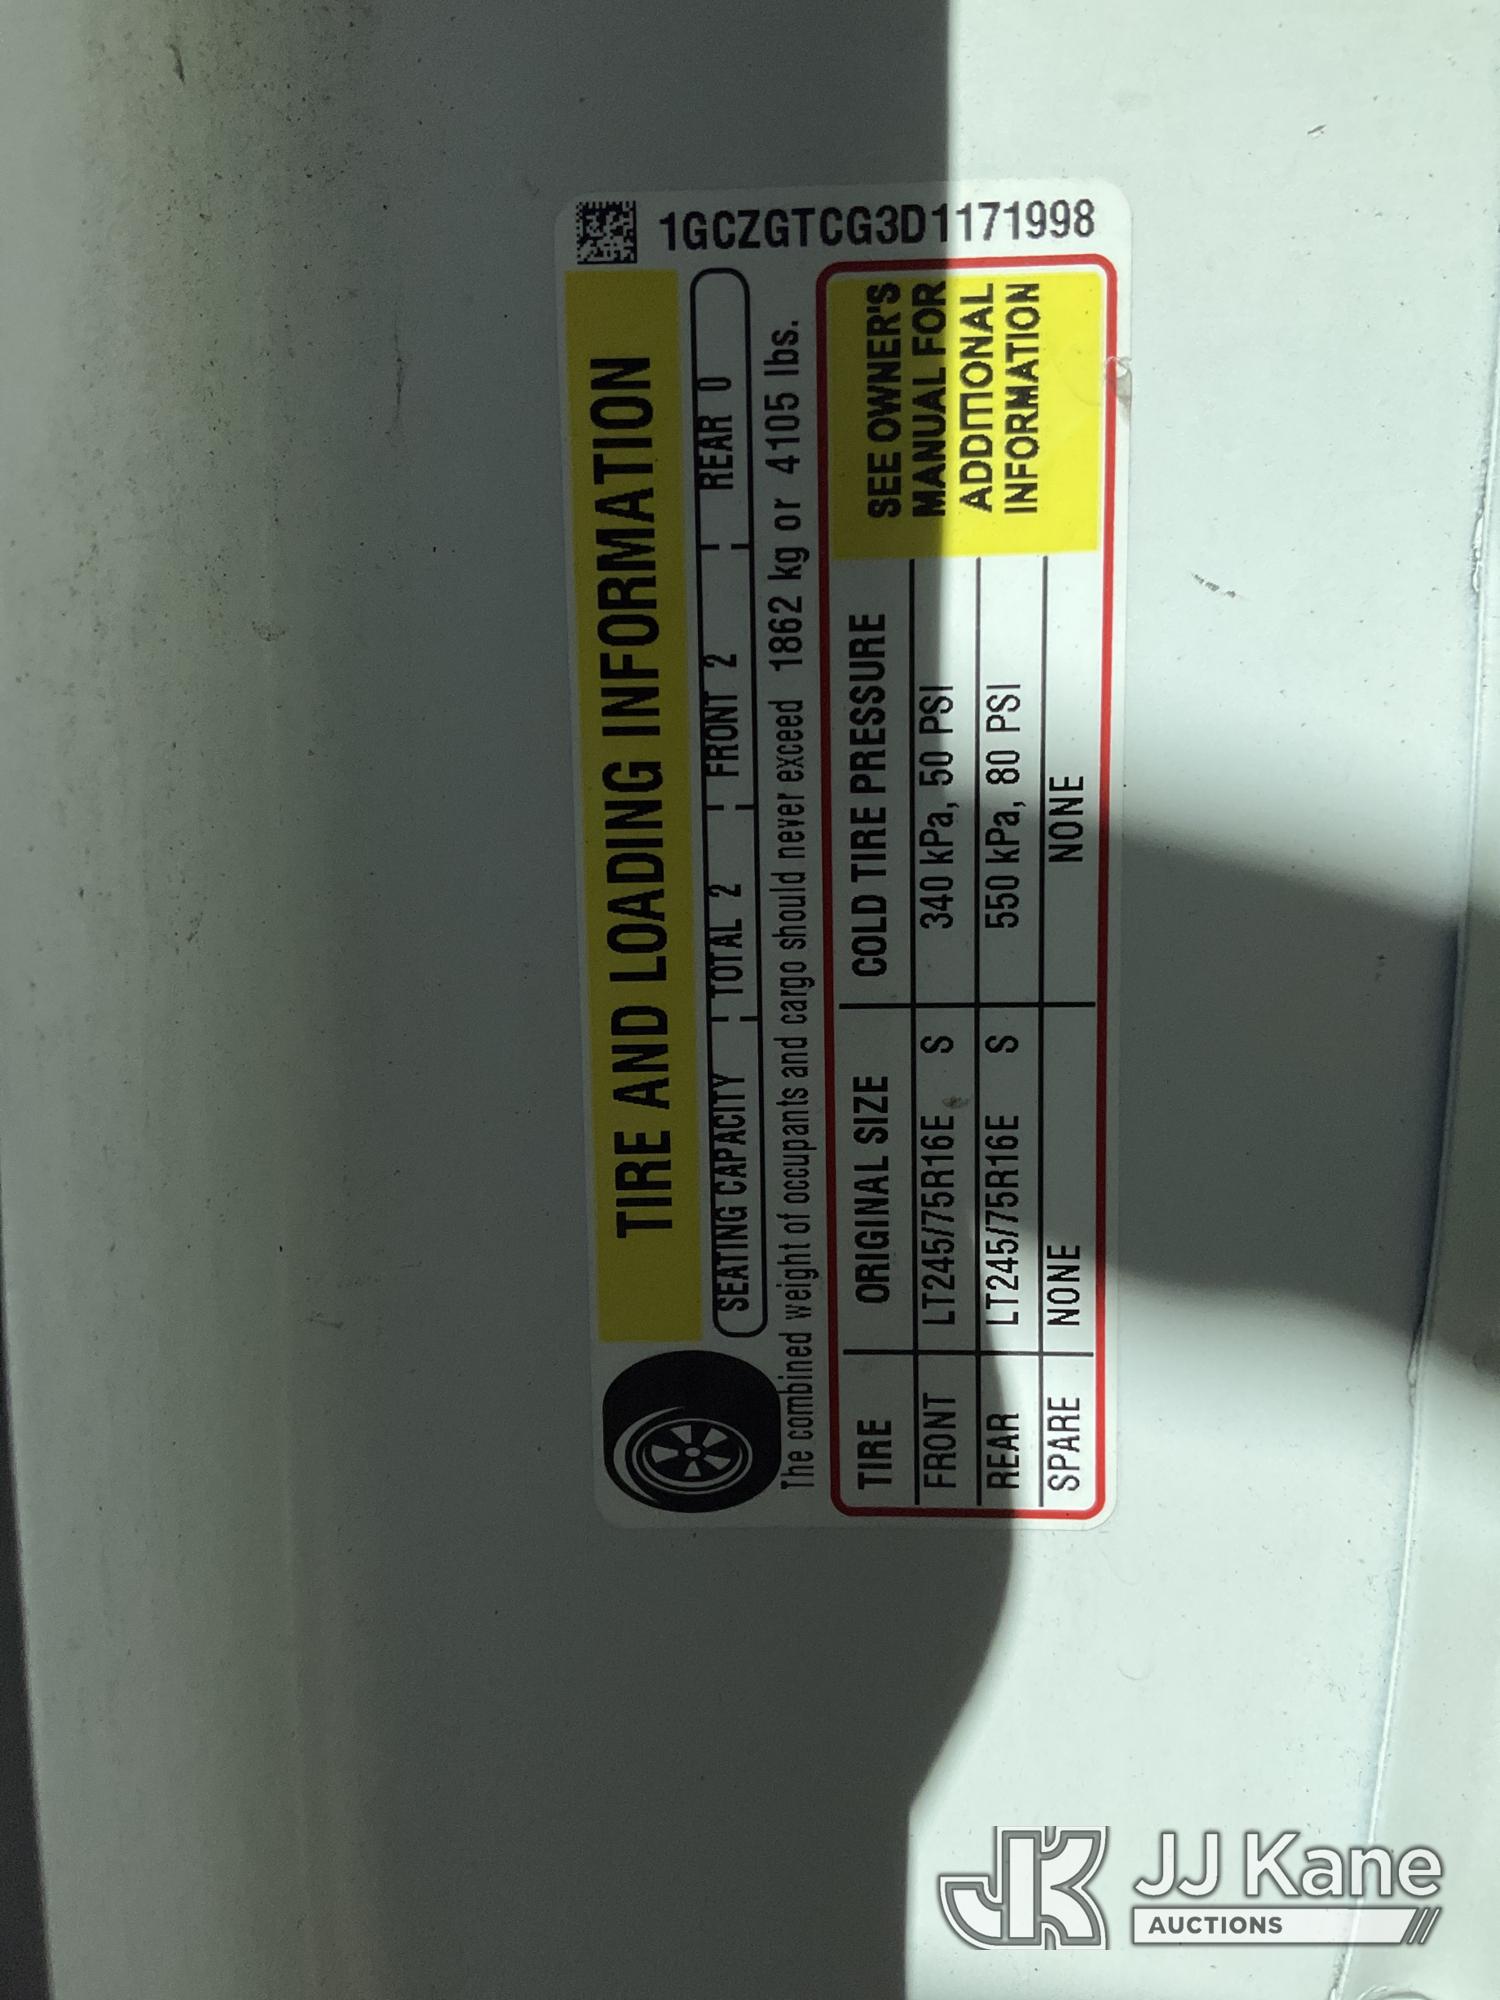 1GCZGTCG3D1171998
TIRE AND LOADING INFORMATION
SEATING CAPACITY TOTAL 2 FRONT 2 REAR 0
The combined weight of occupants and cargo should never exceed 1862 kg or 4105 lbs.
TIRE ORIGINAL SIZE COLD TIRE PRESSURE
FRONT LT245/75R16E S 340 kPa, 50 PSI
REAR LT245/75R16E S 550 kPa, 80 PSI
SPARE NONE NONE
SEE OWNER'S
MANUAL FOR
ADDITIONAL
INFORMATION
JK JJ Kane
AUCTIONS